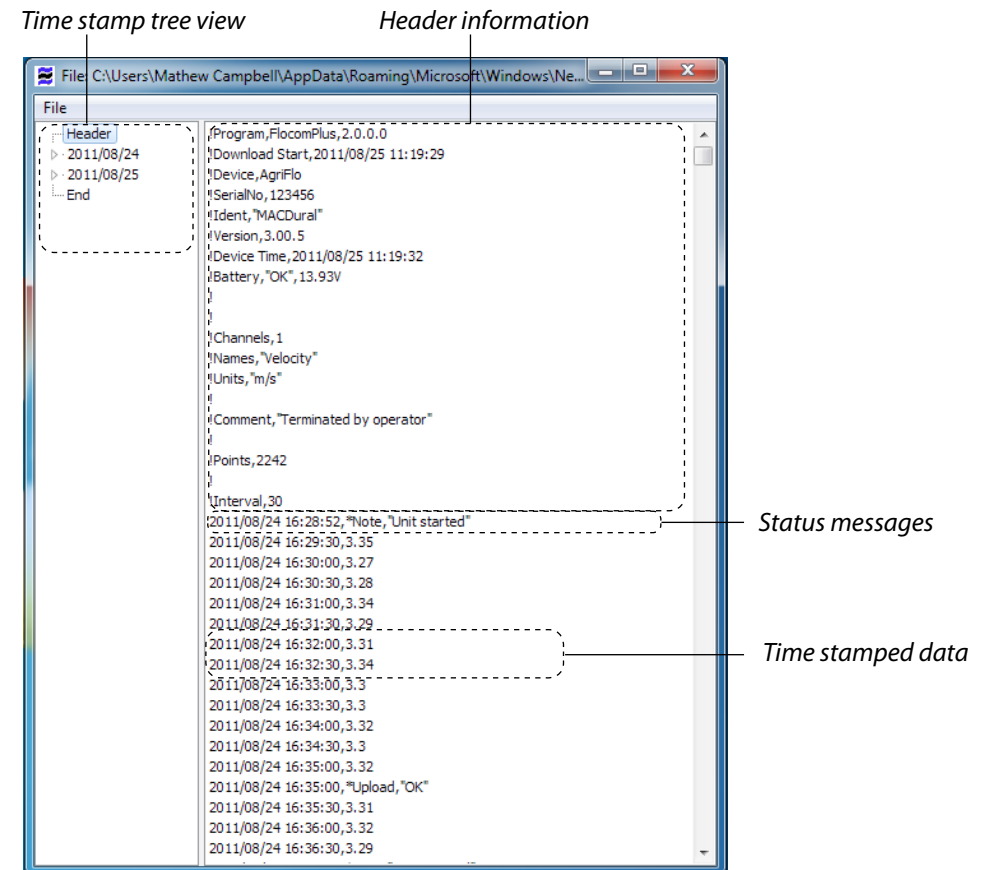 Time stamp tree view
Header information
File: C:\Users\Mathew Campbell\AppData\Roaming\Microsoft\Windows\Ne...
File
Header
2011/08/24
2011/08/25
End
!Program,FlocomPlus,2.0.0.0
!Download Start,2011/08/25 11:19:29
!Device,AgriFlo
!SerialNo,123456
!Ident,"MACDural"
!Version,3.00.5
!Device Time,2011/08/25 11:19:32
!Battery,"OK",13.93V
!
!
!Channels,1
!Names,"Velocity"
!Units,"m/s"
!
!Comment,"Terminated by operator"
!
!Points,2242
!
!Interval,30
2011/08/24 16:28:52,*Note,"Unit started"
2011/08/24 16:29:30,3.35
2011/08/24 16:30:00,3.27
2011/08/24 16:30:30,3.28
2011/08/24 16:31:00,3.34
2011/08/24 16:31:30,3.29
2011/08/24 16:32:00,3.31
2011/08/24 16:32:30,3.34
2011/08/24 16:33:00,3.3
2011/08/24 16:33:30,3.3
2011/08/24 16:34:00,3.32
2011/08/24 16:34:30,3.3
2011/08/24 16:35:00,3.32
2011/08/24 16:35:00,*Upload,"OK"
2011/08/24 16:35:30,3.31
2011/08/24 16:36:00,3.32
2011/08/24 16:36:30,3.29
Status messages
Time stamped data